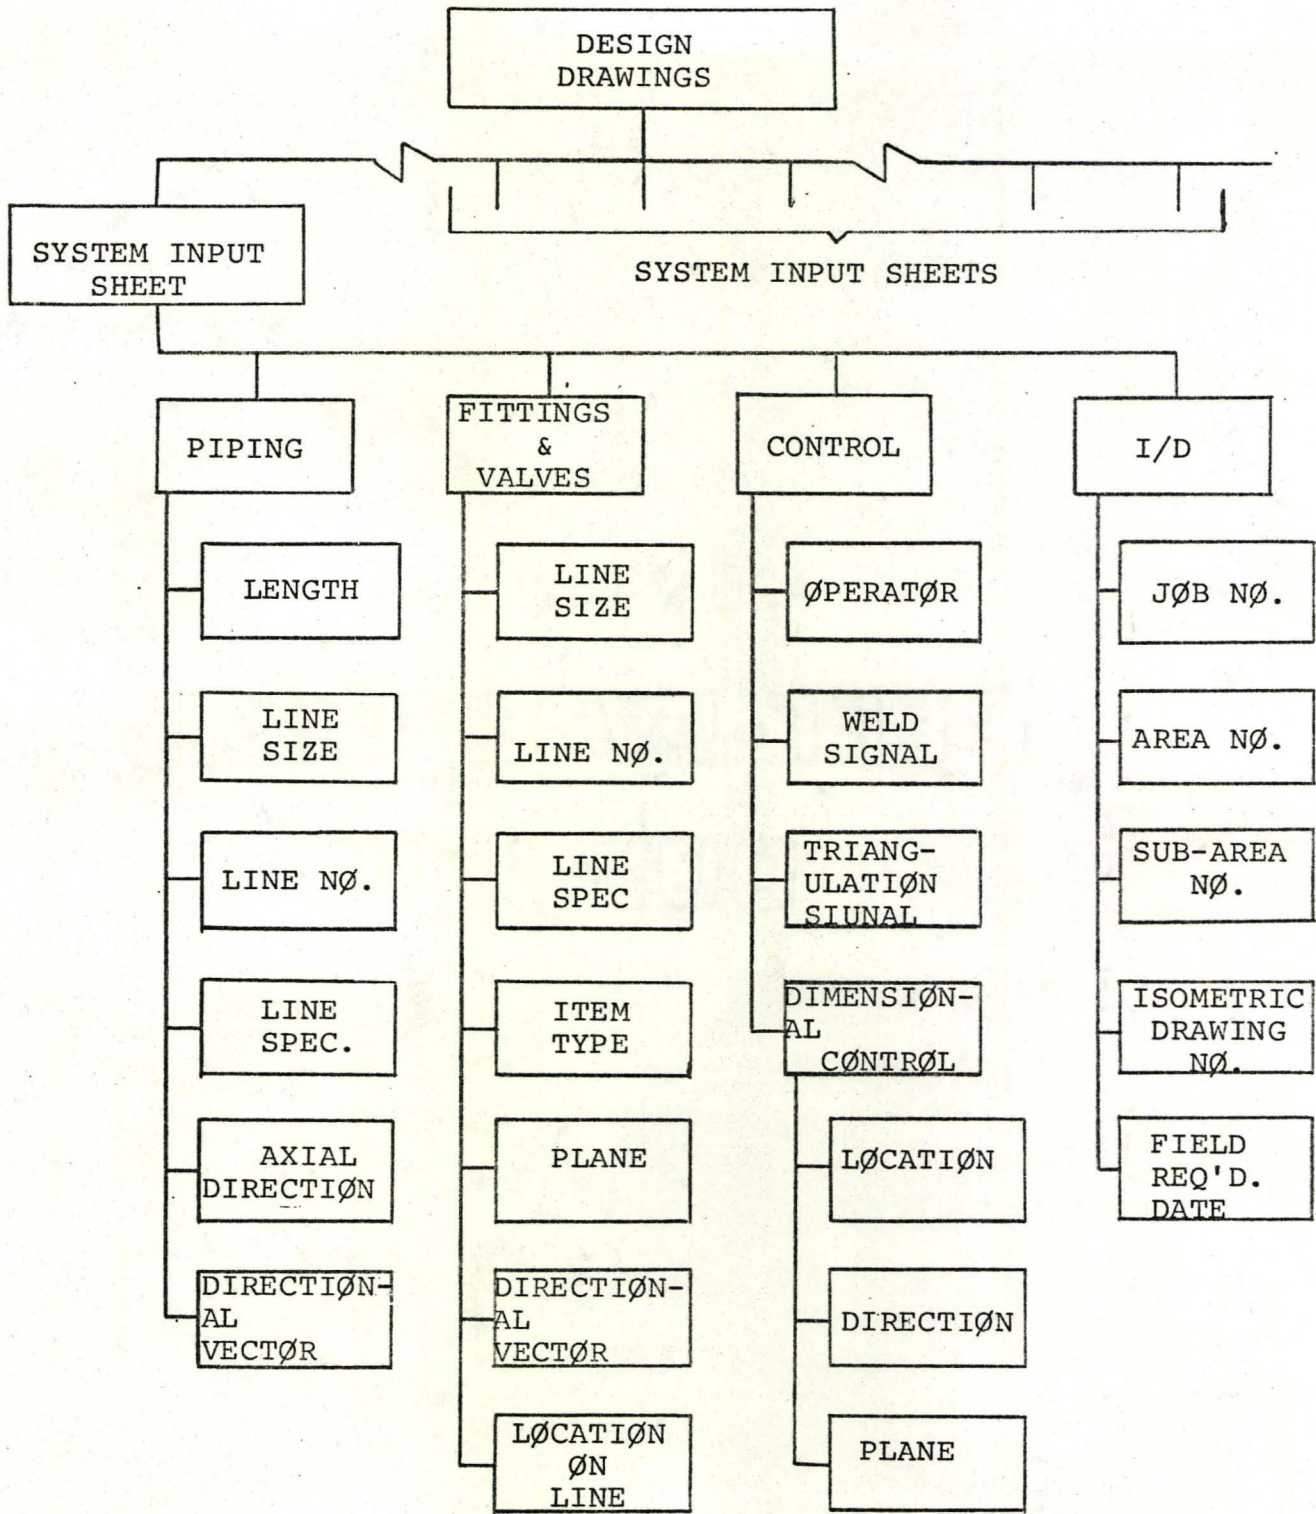 DESIGN
DRAWINGS
SYSTEM INPUT
SHEET
SYSTEM INPUT SHEETS
PIPING
LENGTH
LINE
SIZE
LINE NØ.
LINE
SPEC.
AXIAL
DIRECTIØN
DIRECTIØN-
AL
VECTØR
FITTINGS
&
VALVES
LINE
SIZE
LINE NØ.
LINE
SPEC
ITEM
TYPE
PLANE
DIRECTIØN-
AL
VECTØR
LØCATIØN
ØN
LINE
CONTROL
ØPERATØR
WELD
SIGNAL
TRIANG-
ULATIØN
SIUNAL
DIMENSIØN-
AL
CØNTRØL
LØCATIØN
DIRECTIØN
PLANE
I/D
JØB NØ.
AREA NØ.
SUB-AREA
NØ.
ISOMETRIC
DRAWING
NØ.
FIELD
REQ'D.
DATE